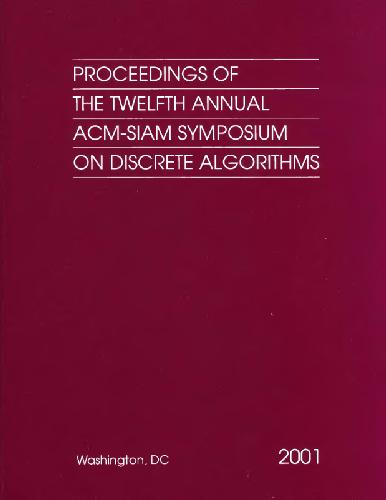 PROCEEDINGS OF
THE TWELFTH ANNUAL
ACM-SIAM SYMPOSIUM
ON DISCRETE ALGORITHMS
Washington, DC
2001